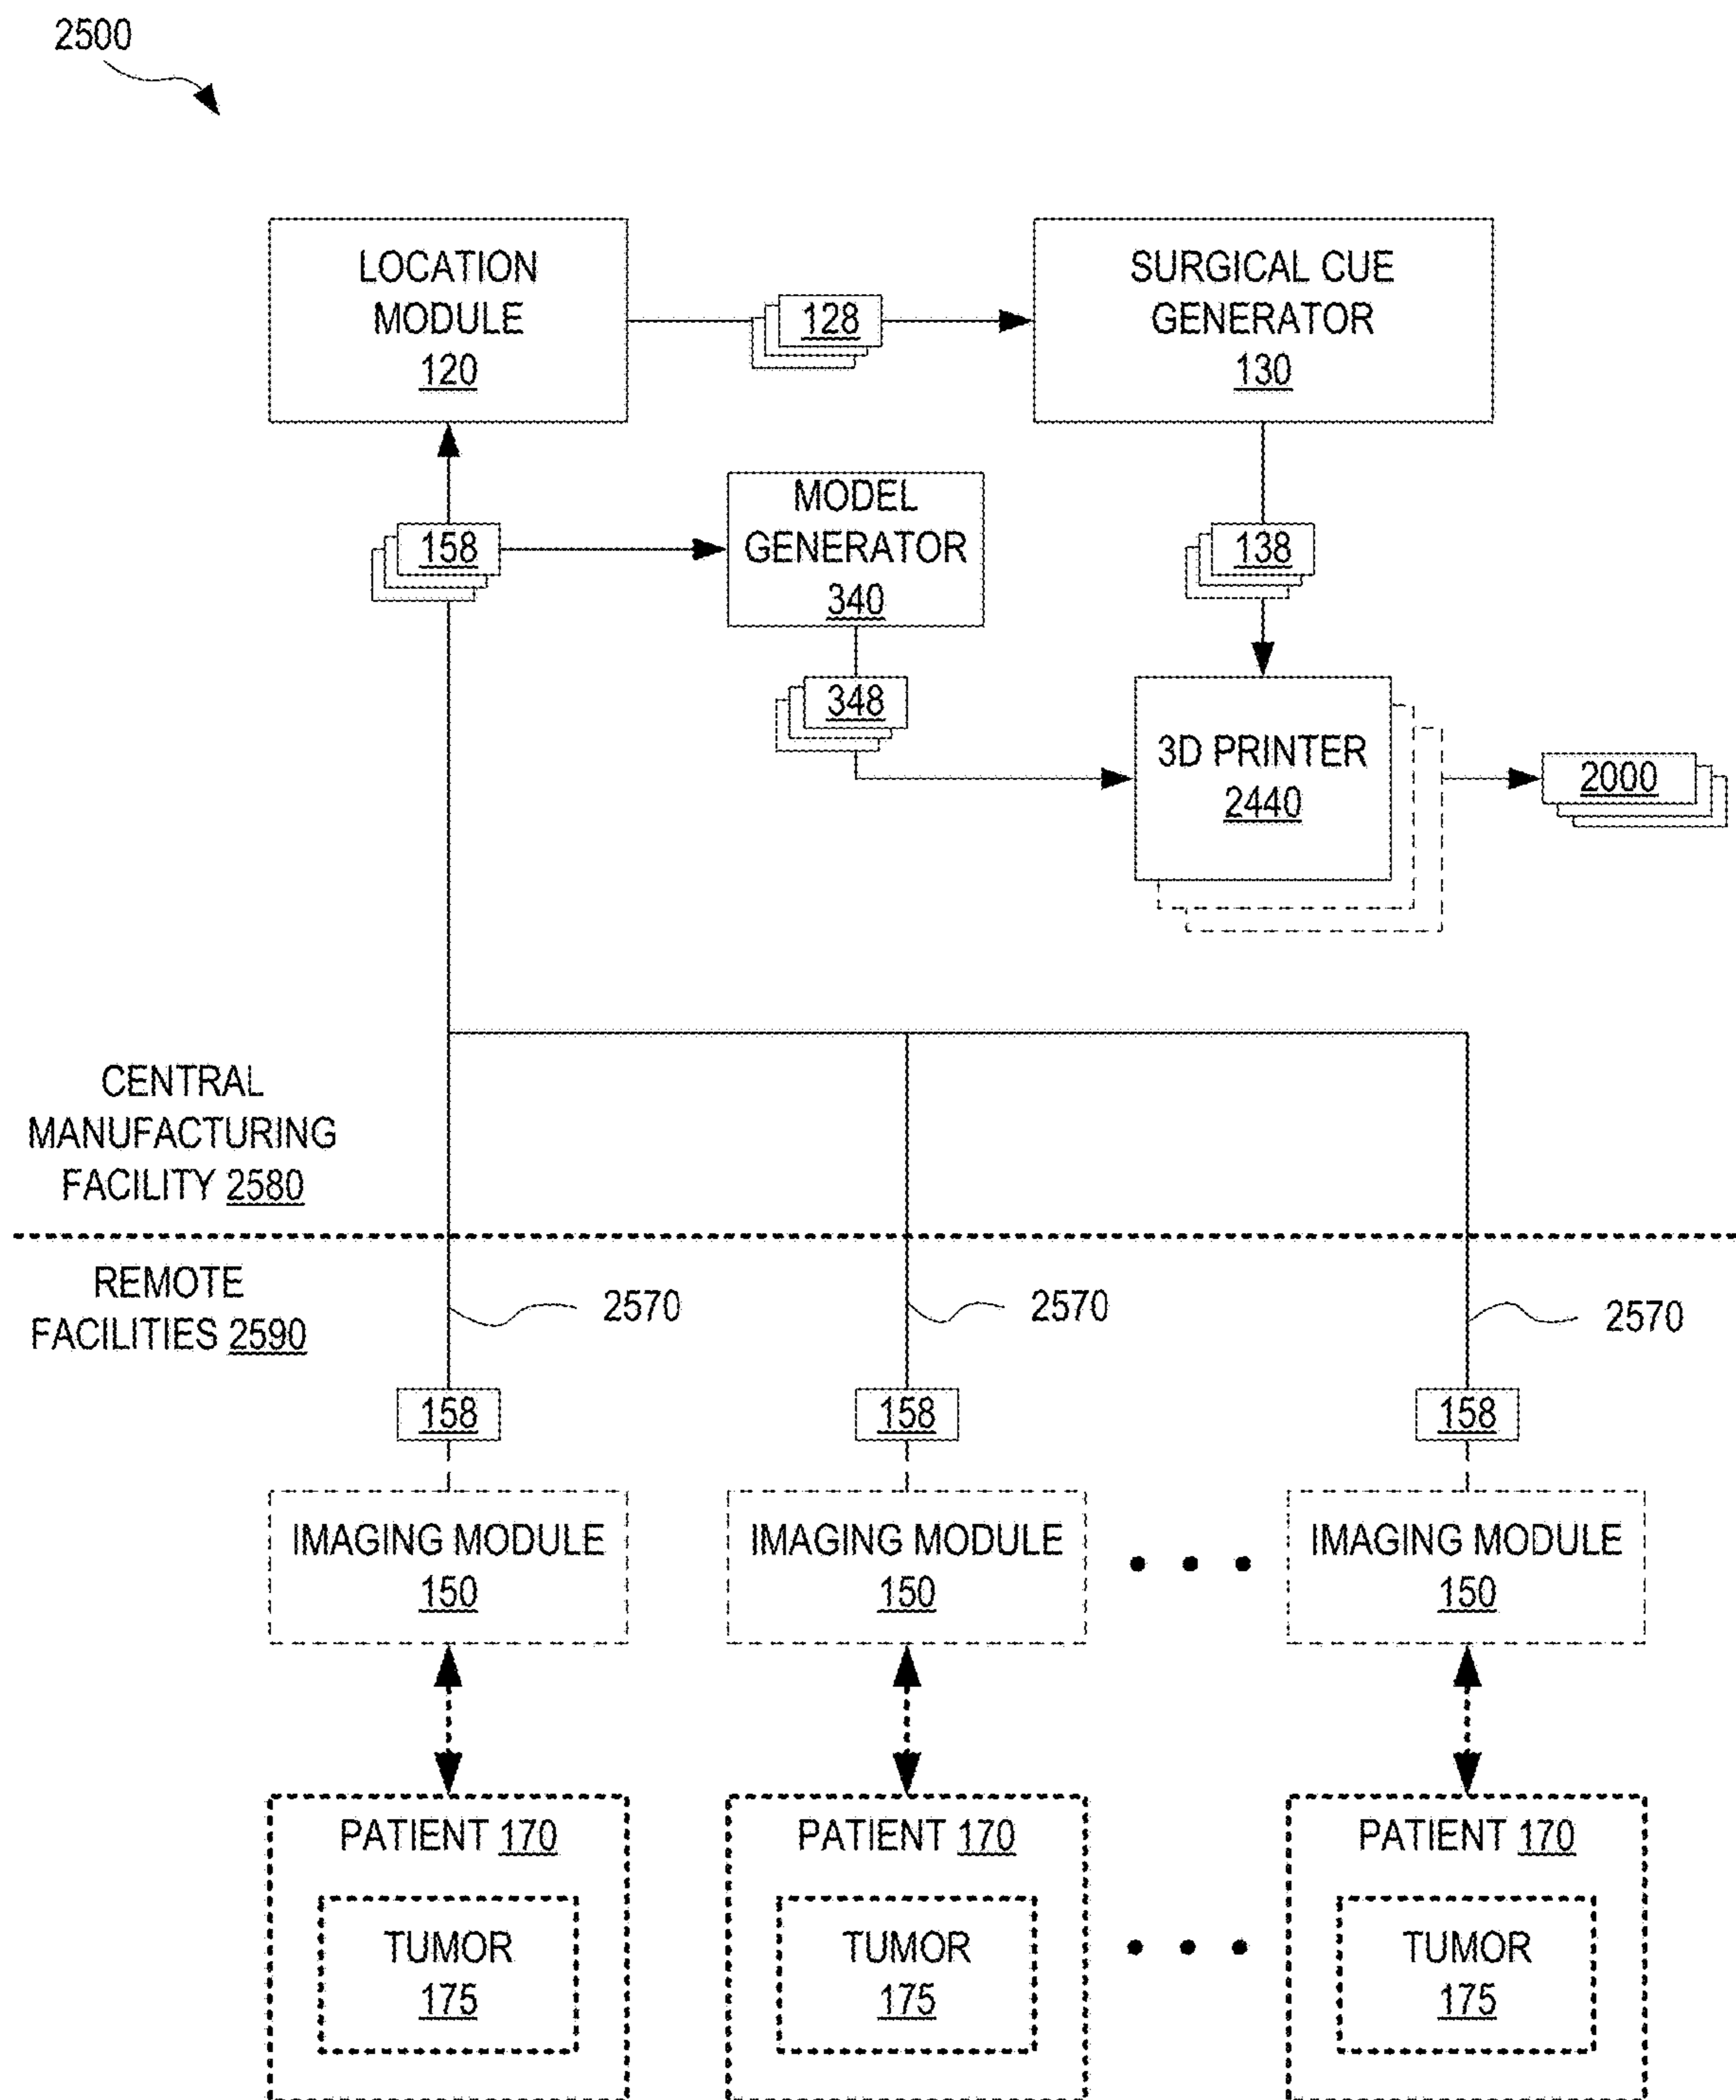 2500
LOCATION
MODULE
120
128
SURGICAL CUE
GENERATOR
130
158
MODEL
GENERATOR
340
138
348
3D PRINTER
2440
2000
CENTRAL
MANUFACTURING
FACILITY 2580
REMOTE
FACILITIES 2590
2570
2570
2570
158
158
158
IMAGING MODULE
150
IMAGING MODULE
150
IMAGING MODULE
150
PATIENT 170
TUMOR
175
PATIENT 170
TUMOR
175
PATIENT 170
TUMOR
175